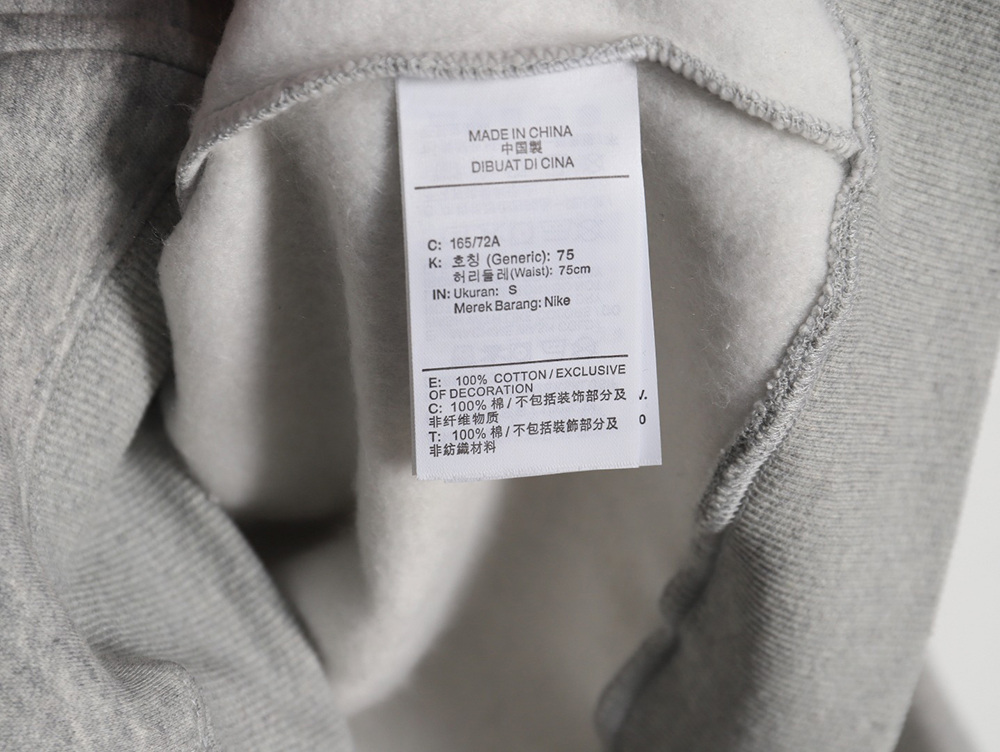 MADE IN CHINA
中国製
DIBUAT DI CINA
C: 165/72A
K: 호칭 (Generic): 75
허리둘레(Waist): 75cm
IN: Ukuran: S
Merek Barang: Nike
E: 100% COTTON / EXCLUSIVE
OF DECORATION
C: 100% 棉 / 不包括装饰部分及
非纤维物质
T: 100% 棉 / 不包括裝飾部分及
非紡織材料
V.
0